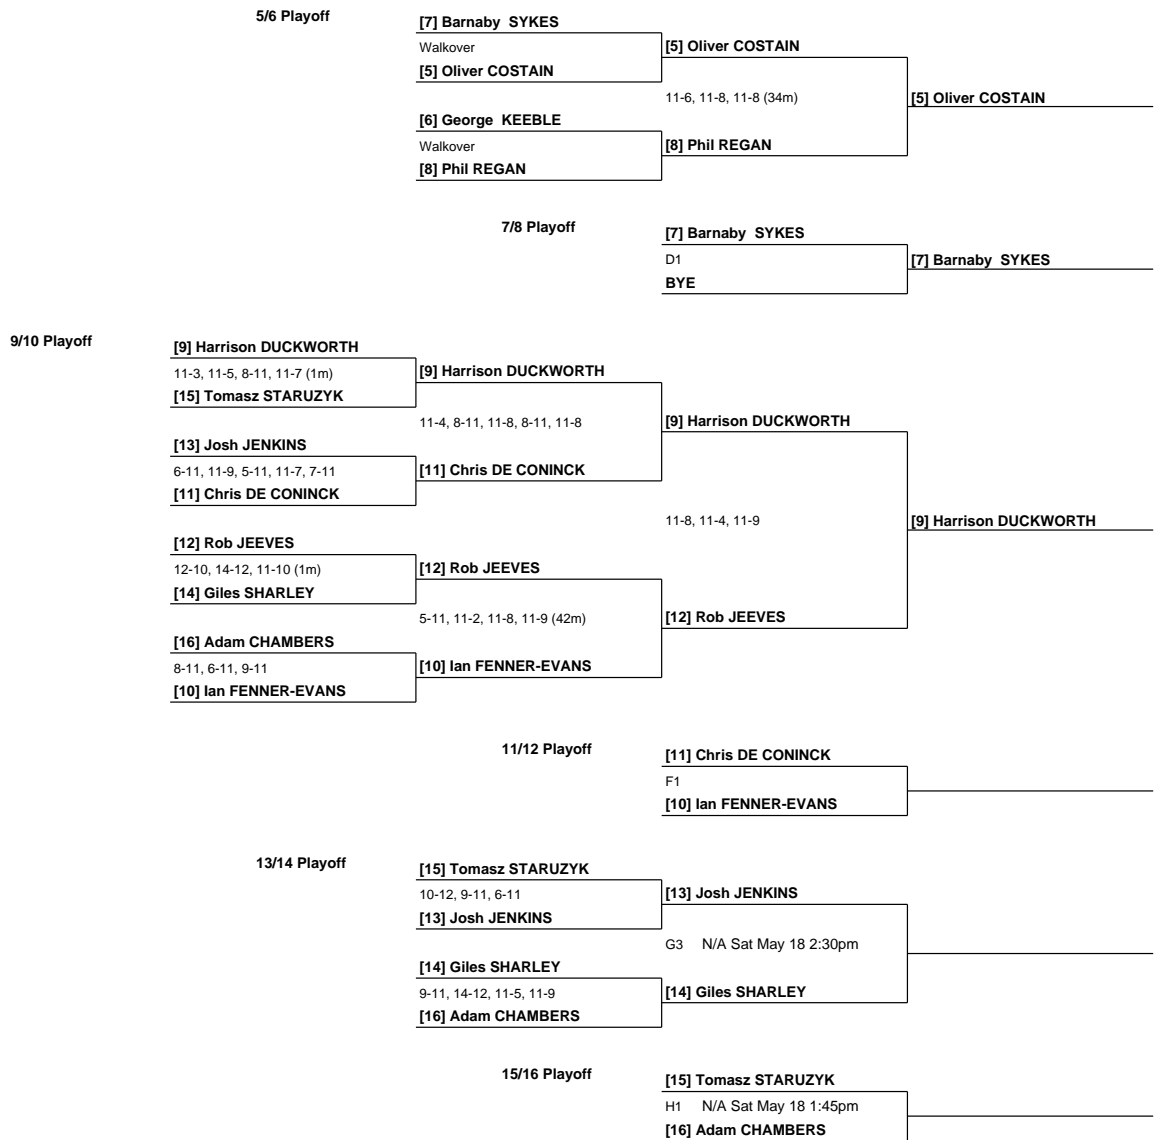 5/6 Playoff
[7] Barnaby  SYKES
Walkover
[5] Oliver COSTAIN
[5] Oliver COSTAIN
11-6, 11-8, 11-8 (34m)
[5] Oliver COSTAIN
[6] George  KEEBLE
Walkover
[8] Phil REGAN
[8] Phil REGAN
7/8 Playoff
[7] Barnaby  SYKES
D1
BYE
[7] Barnaby  SYKES
9/10 Playoff
[9] Harrison DUCKWORTH
11-3, 11-5, 8-11, 11-7 (1m)
[15] Tomasz STARUZYK
[9] Harrison DUCKWORTH
11-4, 8-11, 11-8, 8-11, 11-8
[9] Harrison DUCKWORTH
[13] Josh JENKINS
6-11, 11-9, 5-11, 11-7, 7-11
[11] Chris DE CONINCK
[11] Chris DE CONINCK
11-8, 11-4, 11-9
[9] Harrison DUCKWORTH
[12] Rob JEEVES
12-10, 14-12, 11-10 (1m)
[14] Giles SHARLEY
[12] Rob JEEVES
5-11, 11-2, 11-8, 11-9 (42m)
[12] Rob JEEVES
[16] Adam CHAMBERS
8-11, 6-11, 9-11
[10] Ian FENNER-EVANS
[10] Ian FENNER-EVANS
11/12 Playoff
[11] Chris DE CONINCK
F1
[10] Ian FENNER-EVANS
13/14 Playoff
[15] Tomasz STARUZYK
10-12, 9-11, 6-11
[13] Josh JENKINS
[13] Josh JENKINS
G3 N/A Sat May 18 2:30pm
[14] Giles SHARLEY
9-11, 14-12, 11-5, 11-9
[16] Adam CHAMBERS
[14] Giles SHARLEY
15/16 Playoff
[15] Tomasz STARUZYK
H1 N/A Sat May 18 1:45pm
[16] Adam CHAMBERS